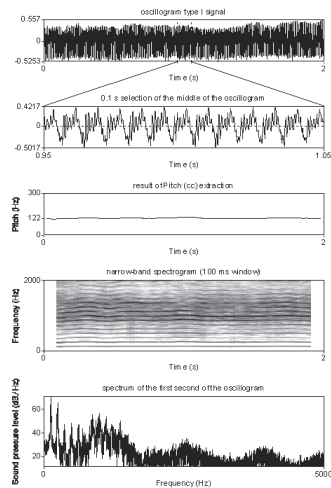 oscillogram type I signal
0.557
0
-0.5253
0
2
Time (s)
0.1 s selection of the middle of the oscillogram
0.4217
0
-0.5017
0.95
1.05
Time (s)
result of Pitch (cc) extraction
Pitch (Hz)
300
122
0
0
2
Time (s)
narrow-band spectrogram (100 ms window)
Frequency (Hz)
2000
0
0
2
Time (s)
spectrum of the first second of the oscillogram
Sound pressure level (dB/Hz)
60
40
20
0
5000
Frequency (Hz)